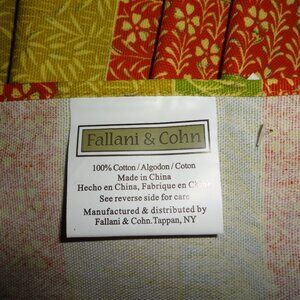 Fallani & Cohn
100% Cotton / Algodon / Coton
Made in China
Hecho en China, Fabrique en China
See reverse side for care
Manufactured & distributed by
Fallani & Cohn.Tappan, NY